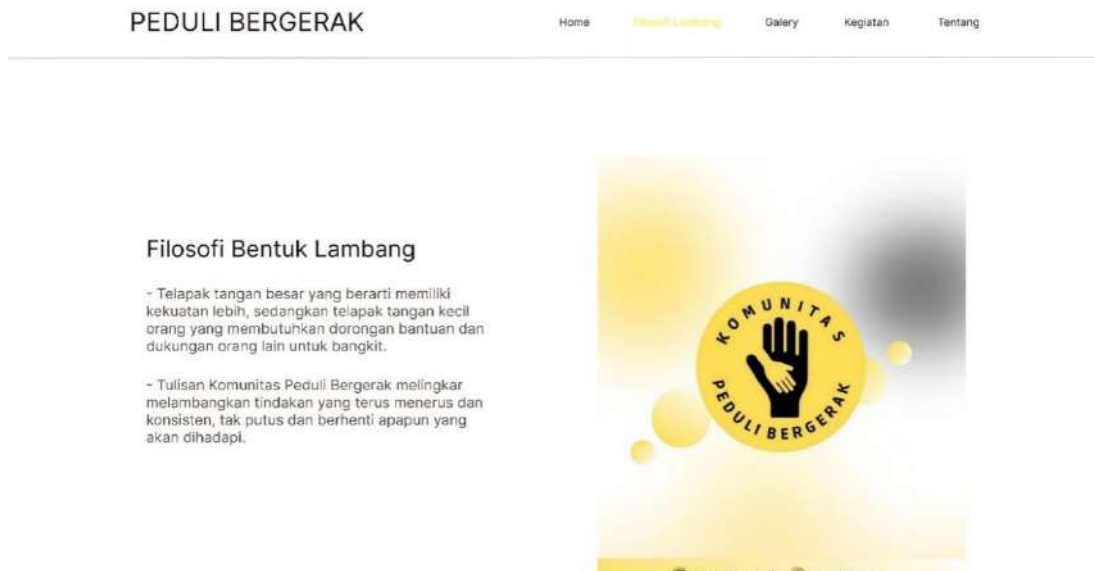 PEDULI BERGERAK
Home
Filosofi Lambang
Galery
Kegiatan
Tentang
Filosofi Bentuk Lambang
- Telapak tangan besar yang berarti memiliki
kekuatan lebih, sedangkan telapak tangan kecil
orang yang membutuhkan dorongan bantuan dan
dukungan orang lain untuk bangkit.
- Tulisan Komunitas Peduli Bergerak melingkar
melambangkan tindakan yang terus menerus dan
konsisten, tak putus dan berhenti apapun yang
akan dihadapi.
KOMUNITAS
PEDULI BERGERAK